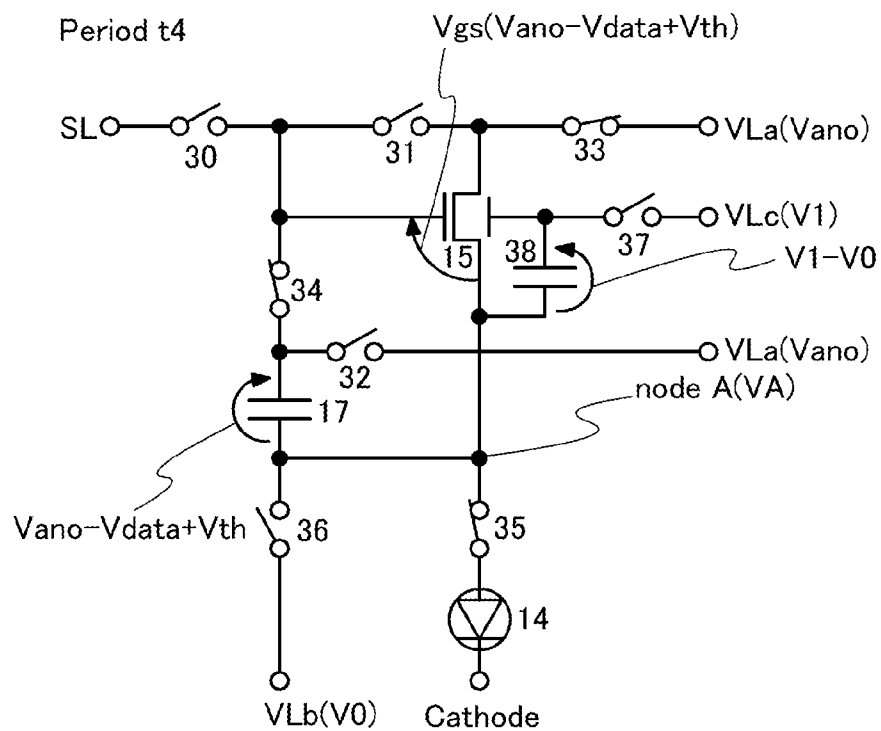 Period t4
Vgs(Vano-Vdata+Vth)
SL
30
31
33
VLa(Vano)
15
38
37
VLc(V1)
V1-V0
34
32
VLa(Vano)
17
node A(VA)
Vano-Vdata+Vth
36
35
14
VLb(V0)
Cathode